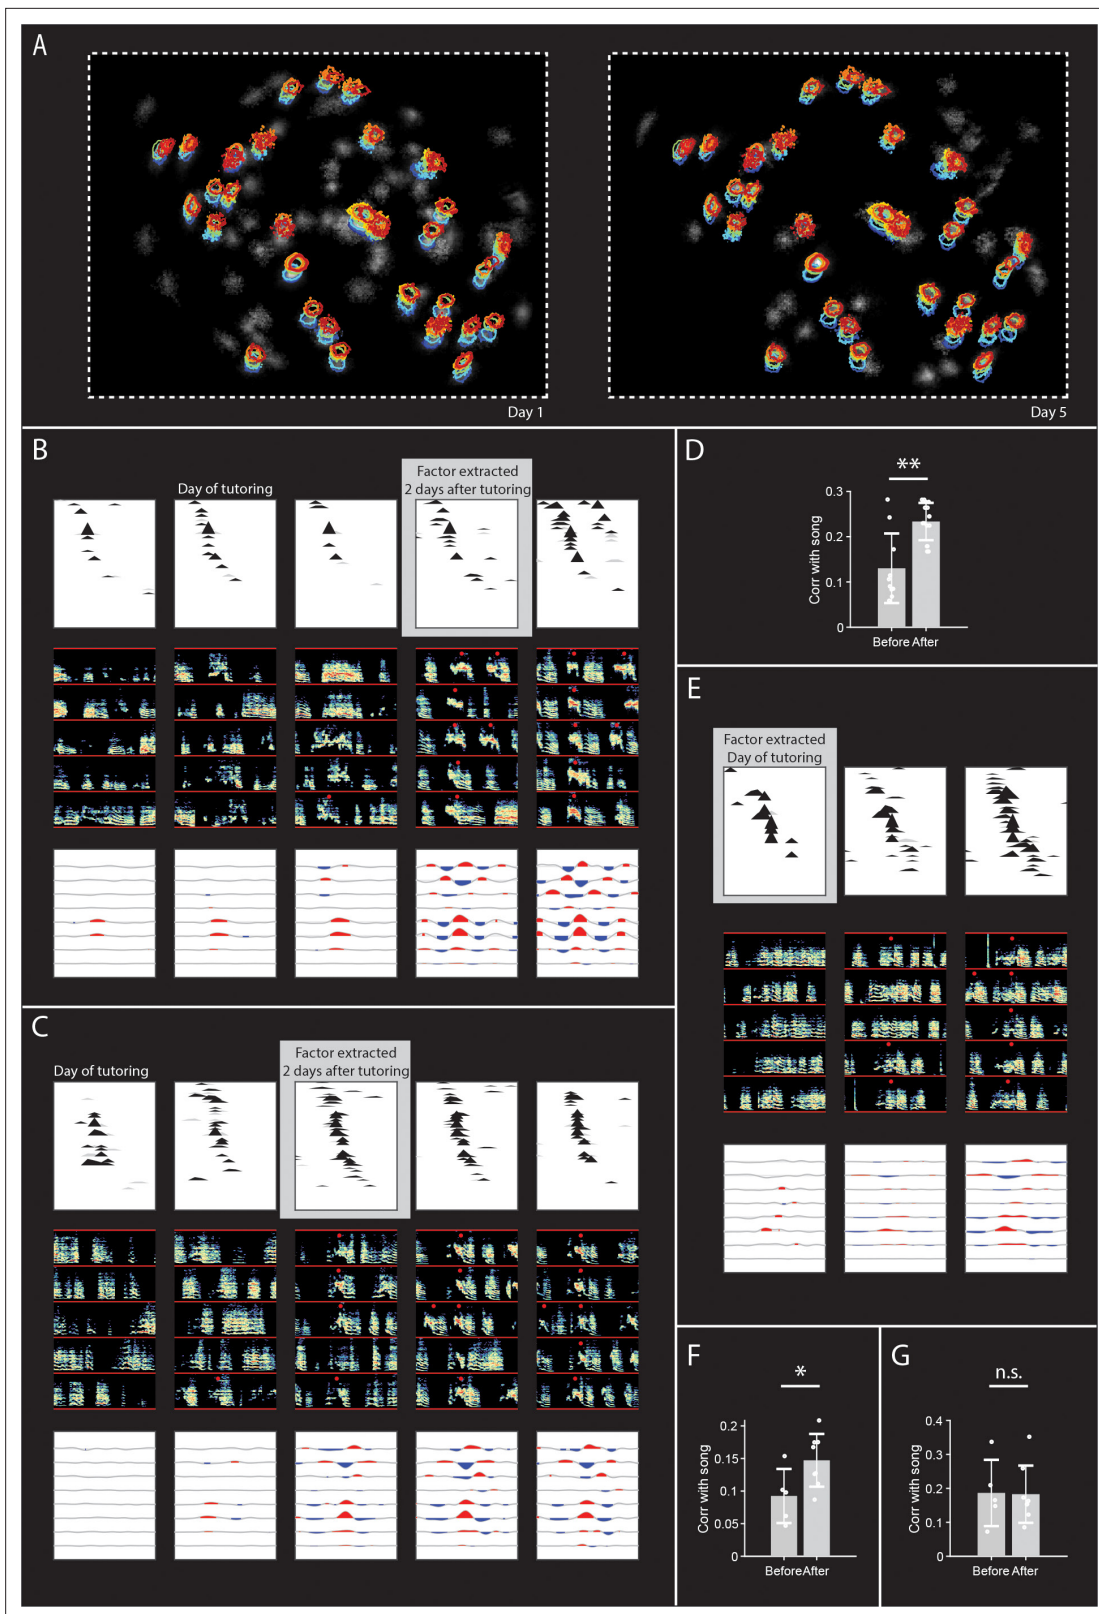 A
Day 1
Day 5
B
Day of tutoring
Factor extracted
2 days after tutoring
C
Day of tutoring
Factor extracted
2 days after tutoring
D
**
0.3
0.2
0.1
0
Corr with song
Before After
E
Factor extracted
Day of tutoring
F
*
0.2
0.15
0.1
0.05
0
Corr with song
Before After
G
n.s.
0.4
0.3
0.2
0.1
0
Corr with song
Before After